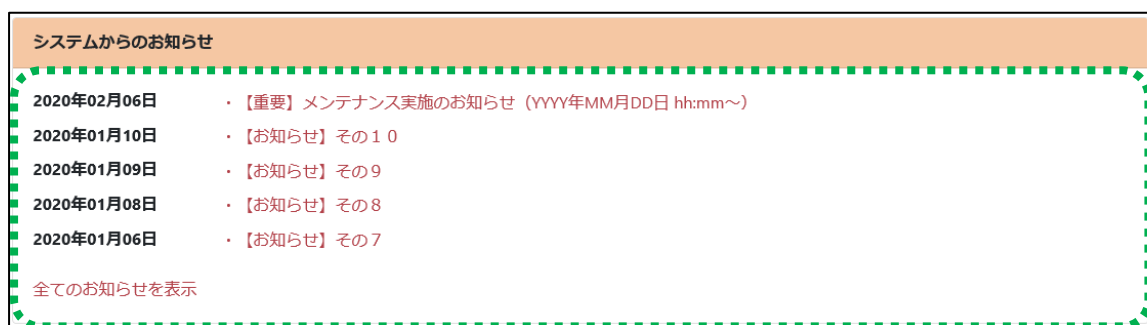 システムからのお知らせ
2020年02月06日 ・【重要】メンテナンス実施のお知らせ（YYYY年MM月DD日 hh:mm～）
2020年01月10日 ・【お知らせ】その１０
2020年01月09日 ・【お知らせ】その９
2020年01月08日 ・【お知らせ】その８
2020年01月06日 ・【お知らせ】その７
全てのお知らせを表示